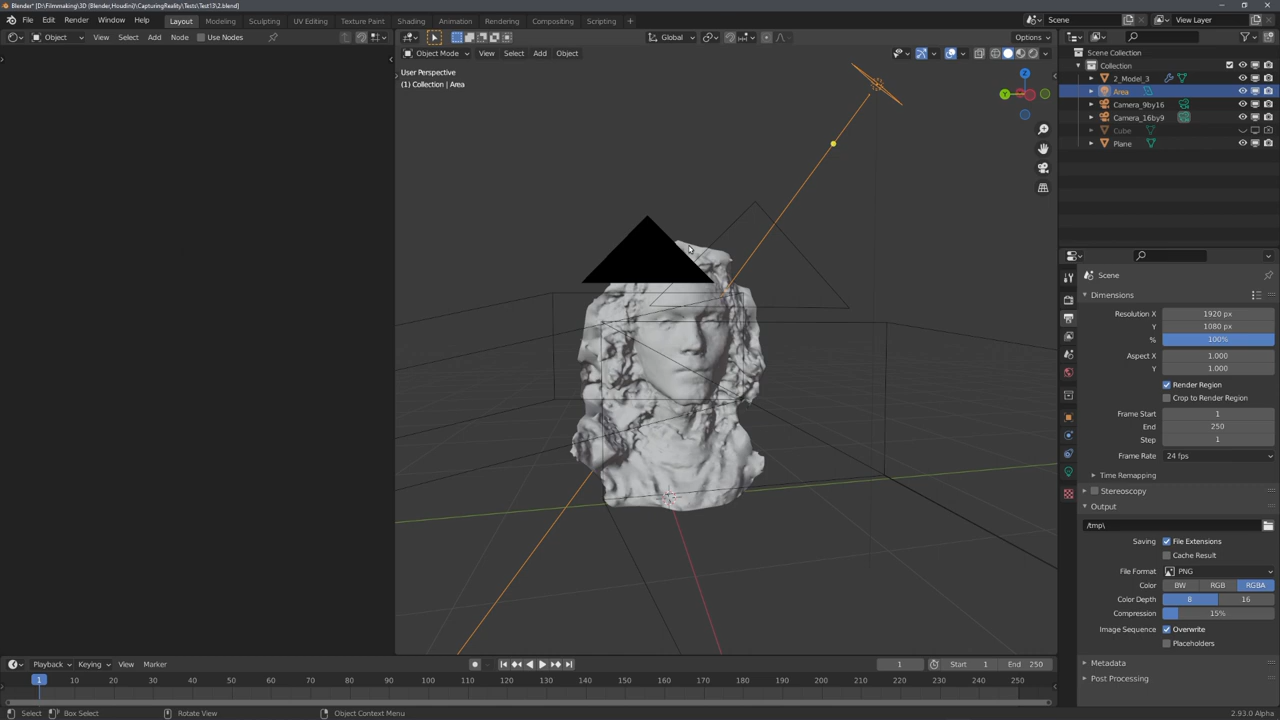 Blender* [D:\Filmmaking\3D (Blender,Houdini)\CapturingReality\Tests\Test13\2.blend]
File Edit Render Window Help Layout Modeling Sculpting UV Editing Texture Paint Shading Animation Rendering Compositing Scripting Scene View Layer
Object View Select Add Node Use Nodes Global Options
Object Mode View Select Add Object
User Perspective
(1) Collection | Area
Z
Y
Scene Collection
Collection
2_Model_3
Area
Camera_9by16
Camera_16by9
Cube
Plane
Scene
Dimensions
Resolution X 1920 px
Y 1080 px
% 100%
Aspect X 1.000
Y 1.000
Render Region
Crop to Render Region
Frame Start 1
End 250
Step 1
Frame Rate 24 fps
Time Remapping
Stereoscopy
Output
/tmp\
Saving File Extensions
Cache Result
File Format PNG
Color BW RGB RGBA
Color Depth 8 16
Compression 15%
Image Sequence Overwrite
Placeholders
Metadata
Post Processing
Playback Keying View Marker 1 Start 1 End 250
1 10 20 30 40 50 60 70 80 90 100 110 120 130 140 150 160 170 180 190 200 210 220 230 240 250
Select Box Select Rotate View Object Context Menu 2.93.0 Alpha